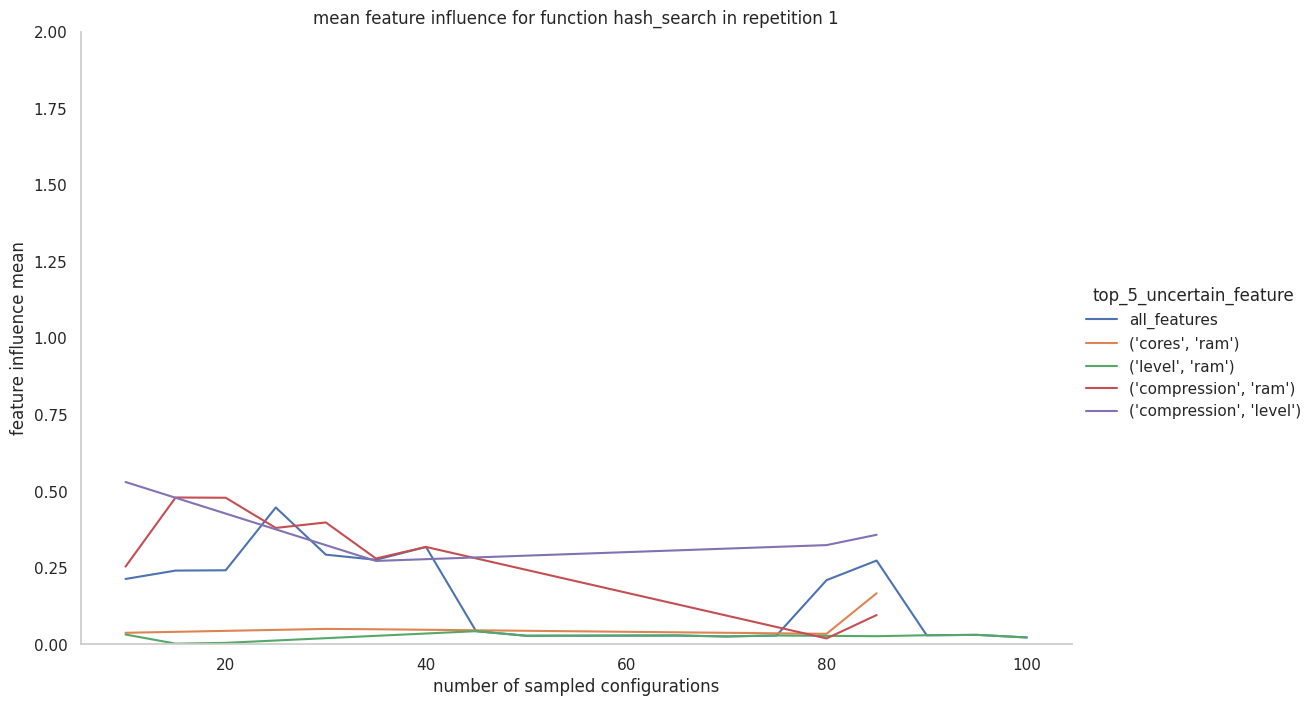 mean feature influence for function hash_search in repetition 1
2.00
1.75
1.50
1.25
1.00
0.75
0.50
0.25
0.00
feature influence mean
20
40
60
80
100
number of sampled configurations
top_5_uncertain_feature
all_features
('cores', 'ram')
('level', 'ram')
('compression', 'ram')
('compression', 'level')